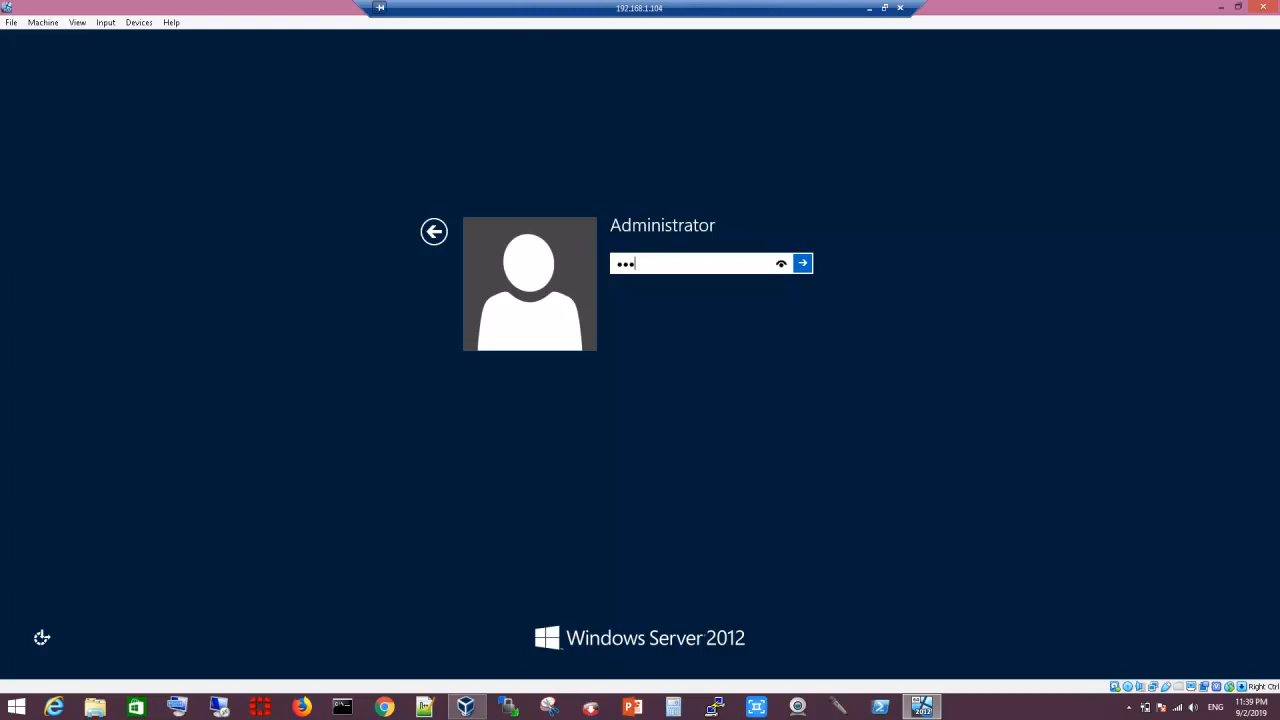 192.168.1.104
File Machine View Input Devices Help
Administrator
•••
Windows Server 2012
Right Ctrl
2012
ENG
11:39 PM
9/2/2019